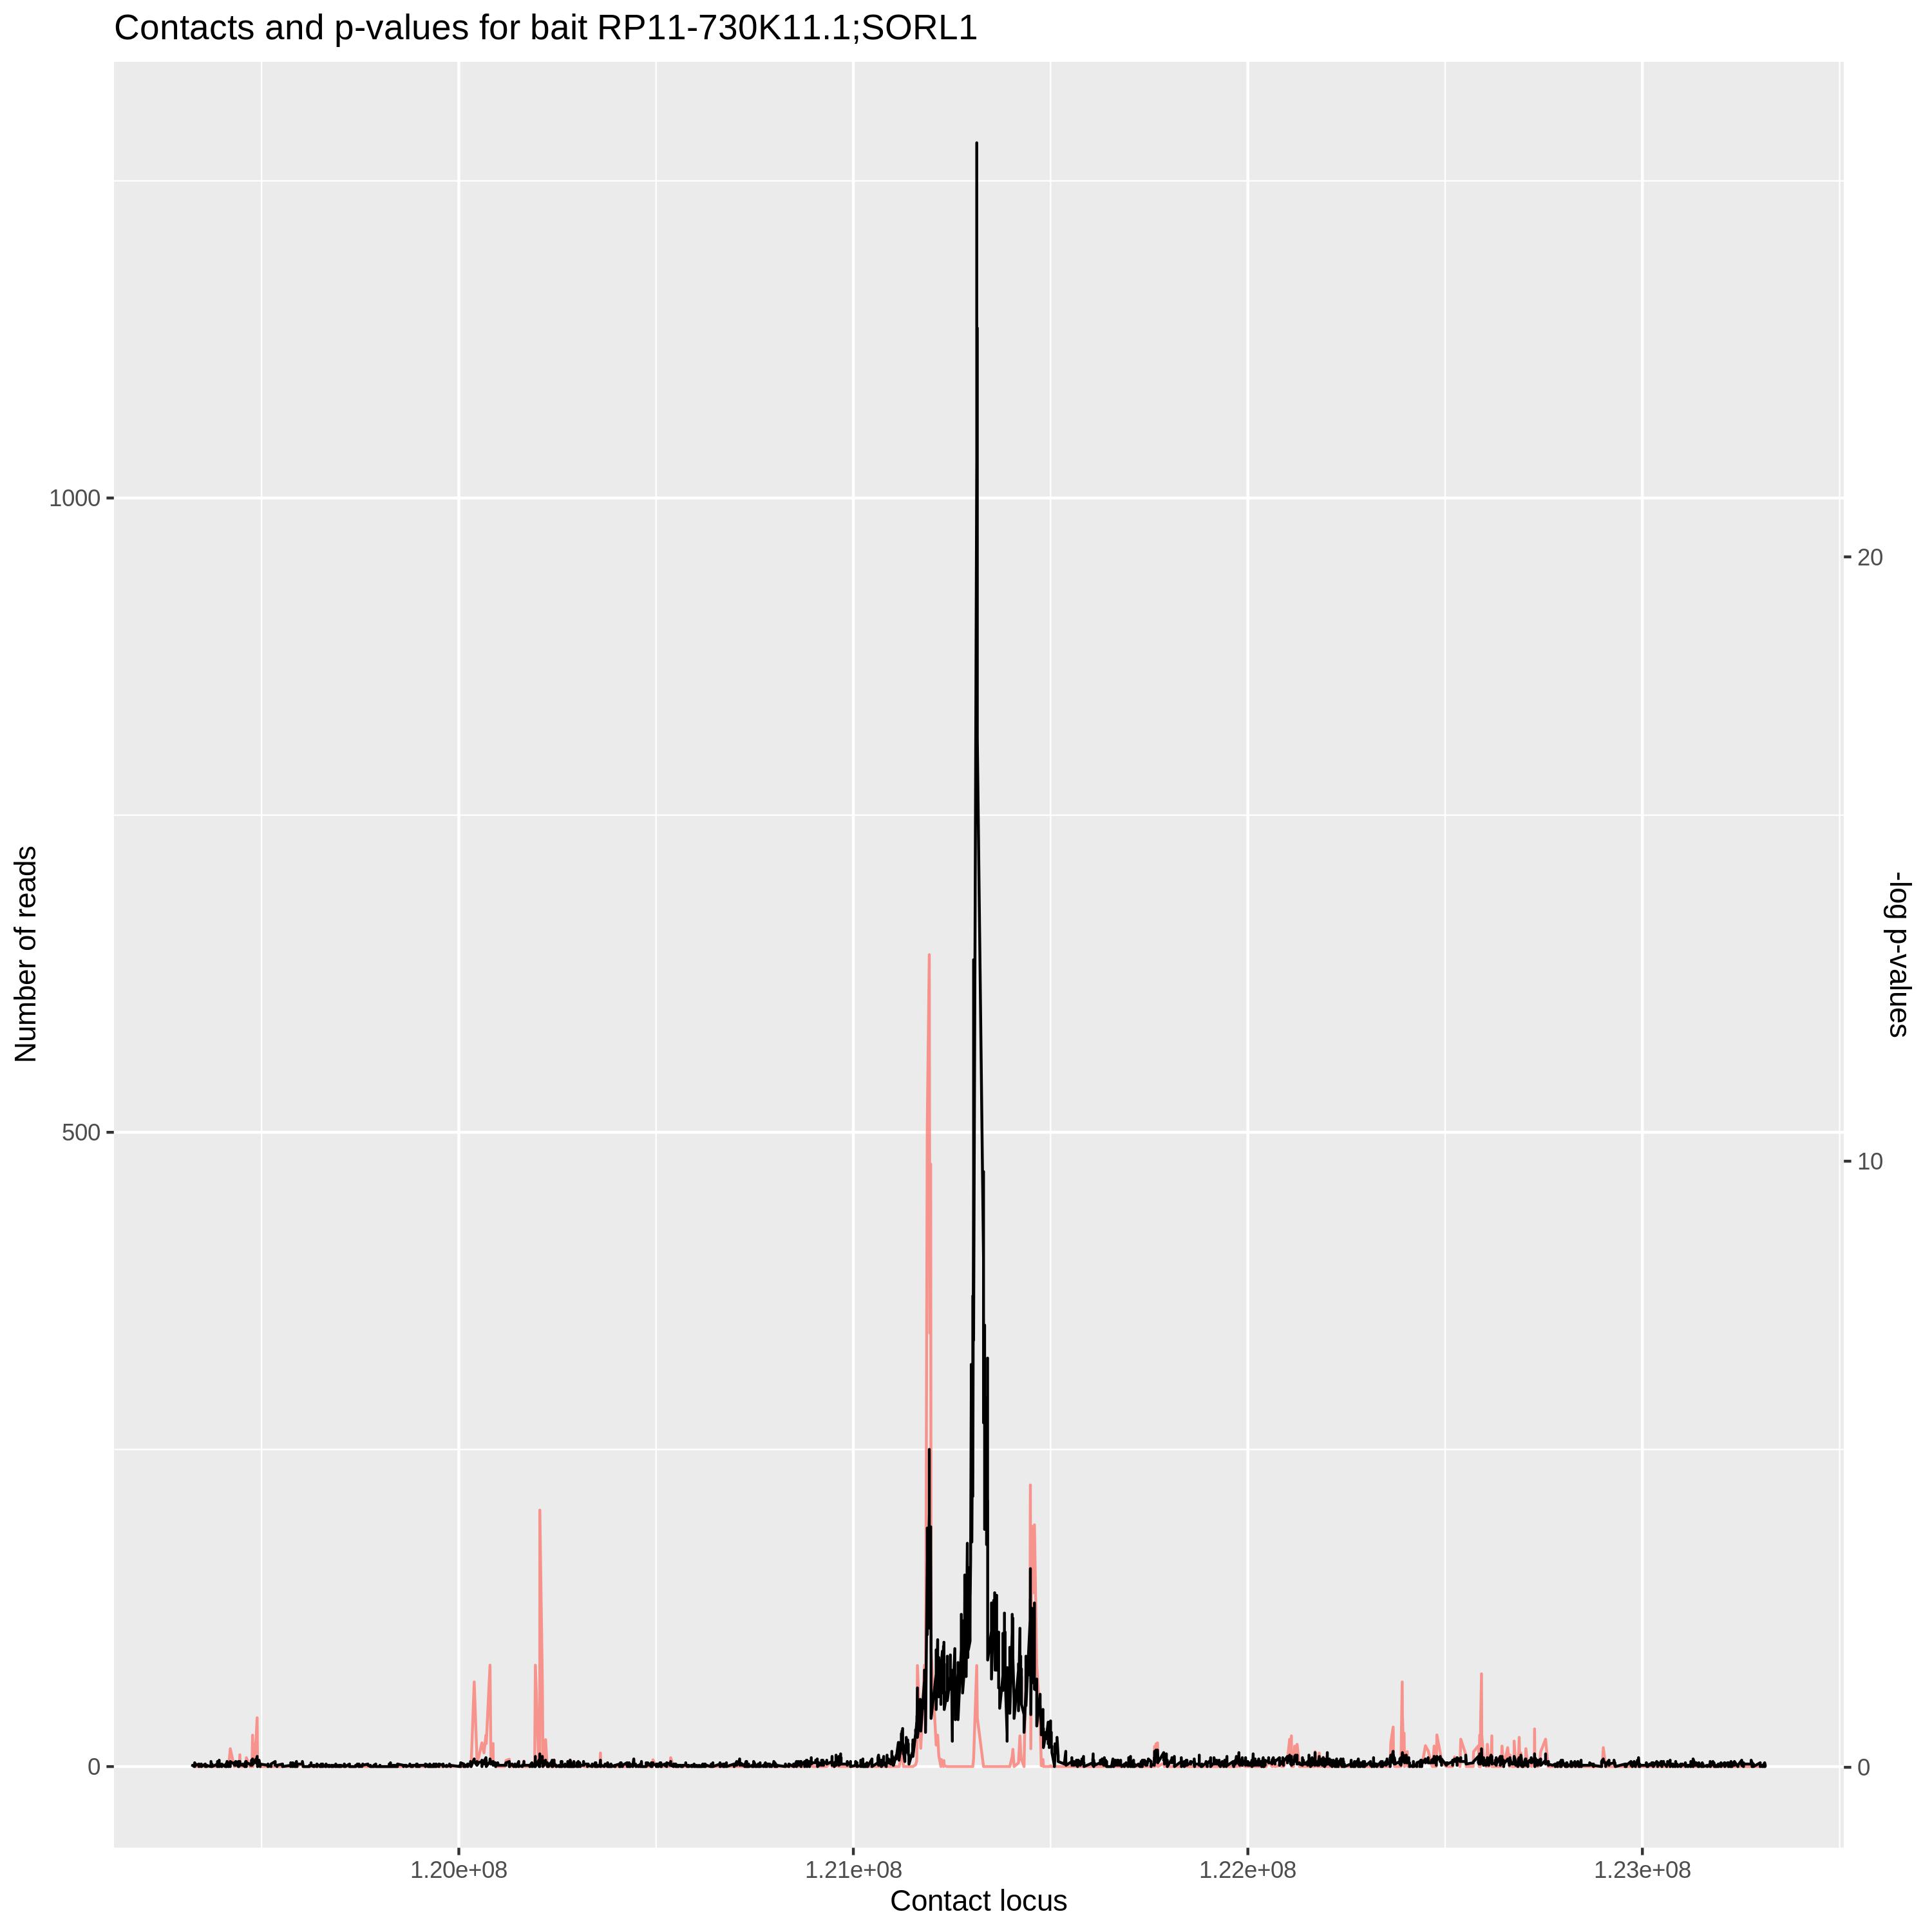 Contacts and p-values for bait RP11-730K11.1;SORL1
Number of reads
1000
500
0
20
10
0
-log p-values
1.20e+08
1.21e+08
1.22e+08
1.23e+08
Contact locus